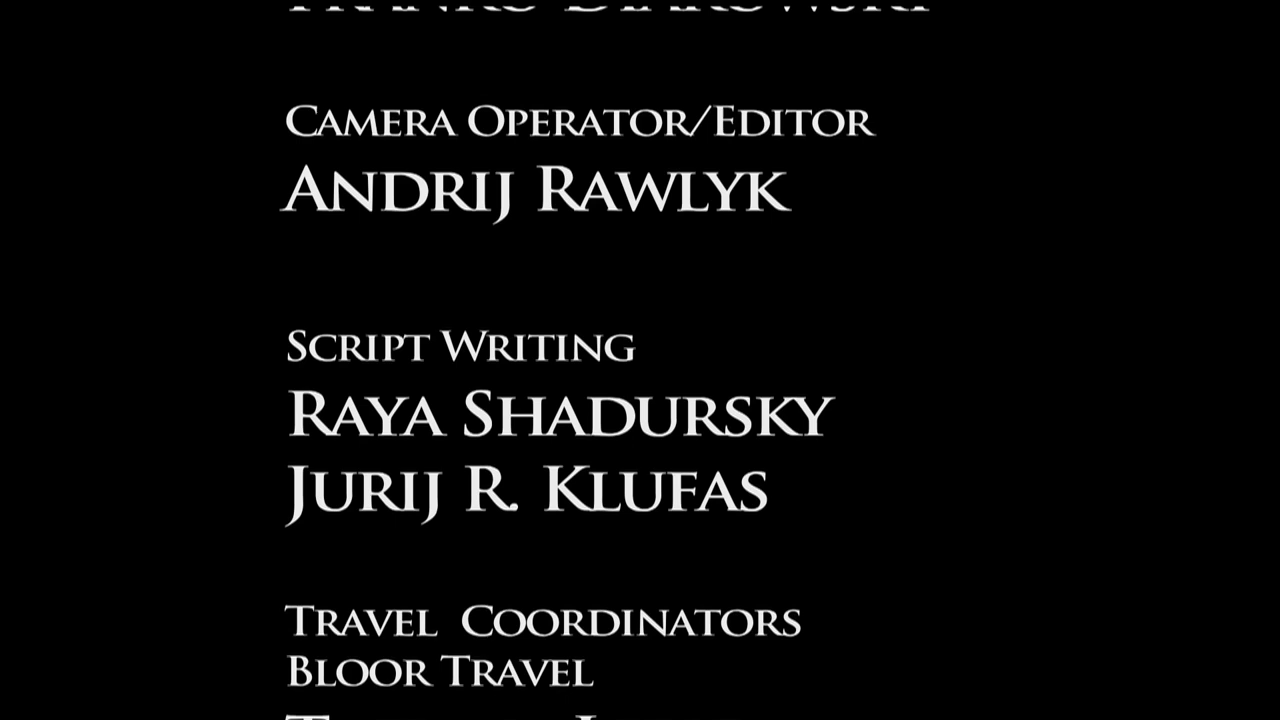 Camera Operator/Editor
Andrij Rawlyk
Script Writing
Raya Shadursky
Jurij R. Klufas
Travel Coordinators
Bloor Travel